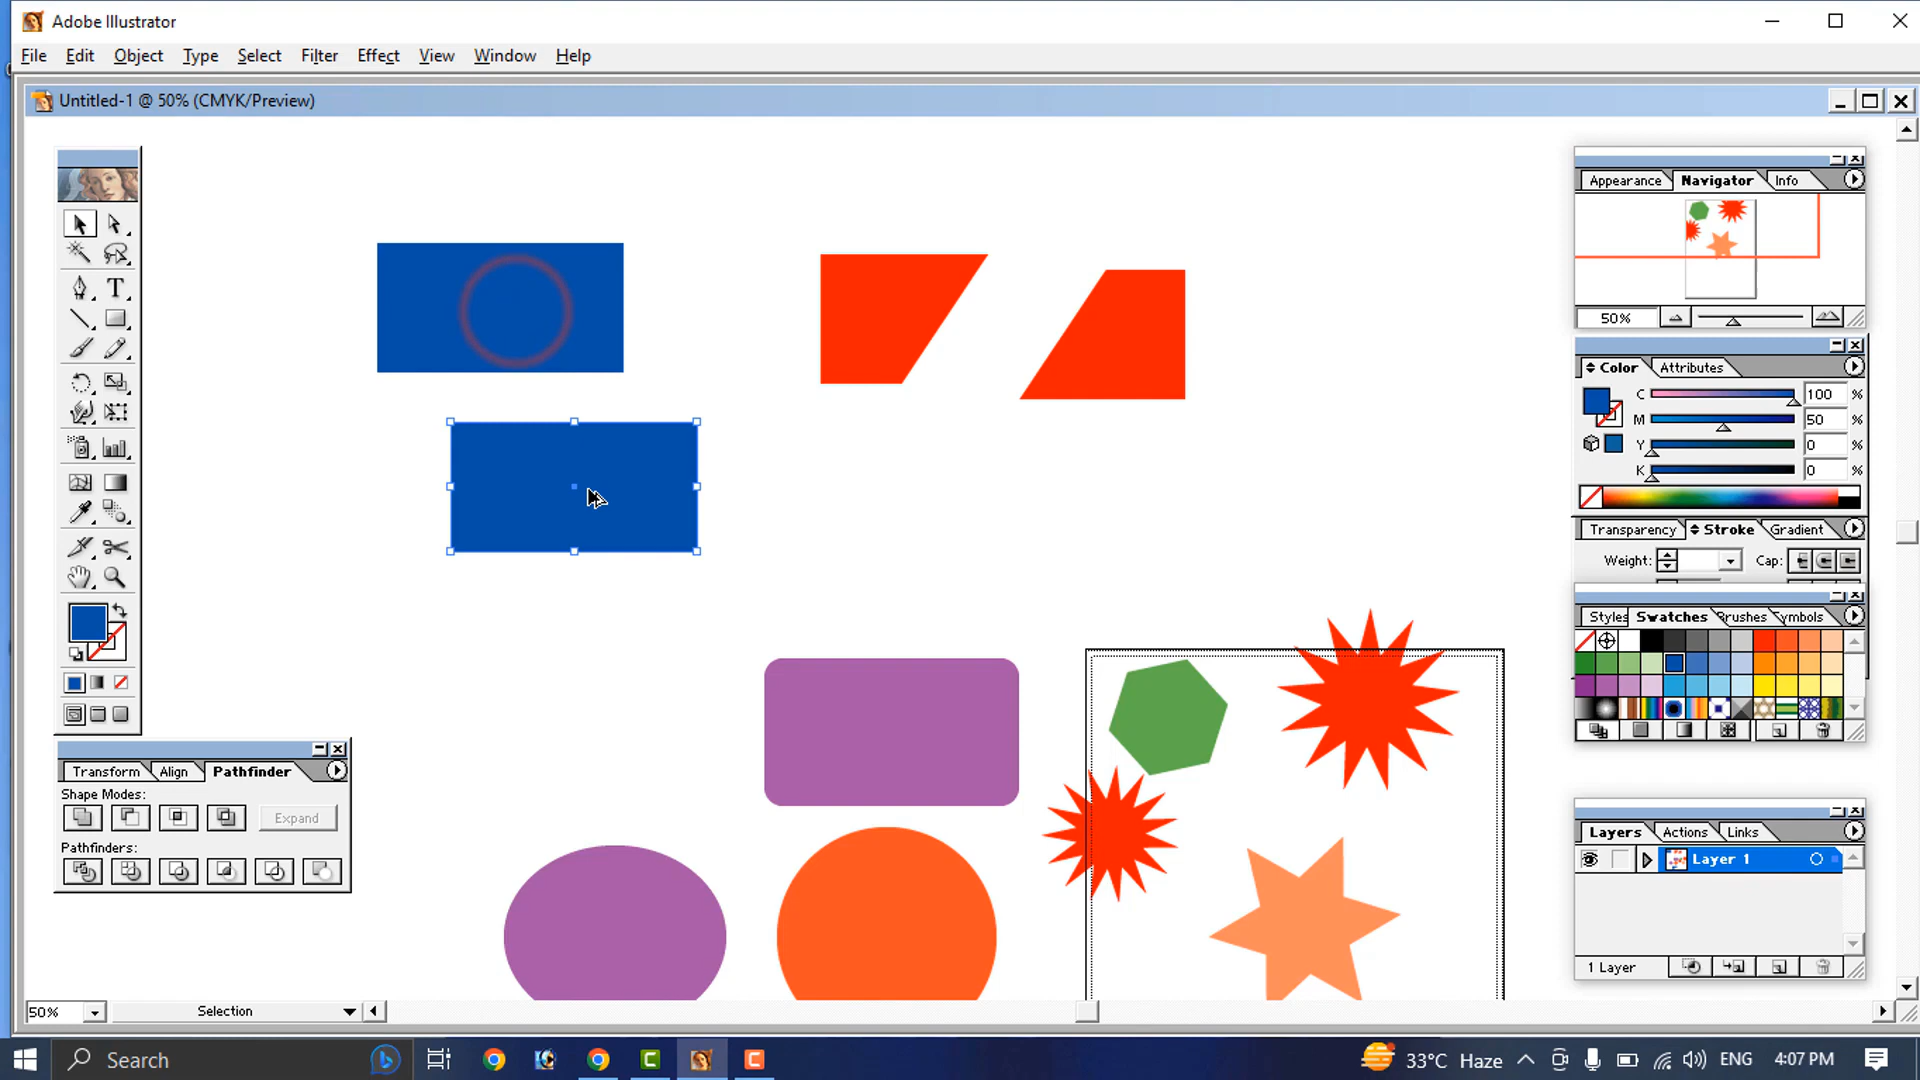 Adobe Illustrator
File Edit Object Type Select Filter Effect View Window Help
Untitled-1 @ 50% (CMYK/Preview)
Appearance Navigator Info
50%
Color Attributes
C 100 %
M 50 %
Y 0 %
K 0 %
Transparency Stroke Gradient
Weight: Cap:
Styles Swatches Brushes Symbols
T
Transform Align Pathfinder
Shape Modes:
Expand
Pathfinders:
Layers Actions Links
Layer 1
1 Layer
50% Selection
Search
33°C Haze ENG 4:07 PM